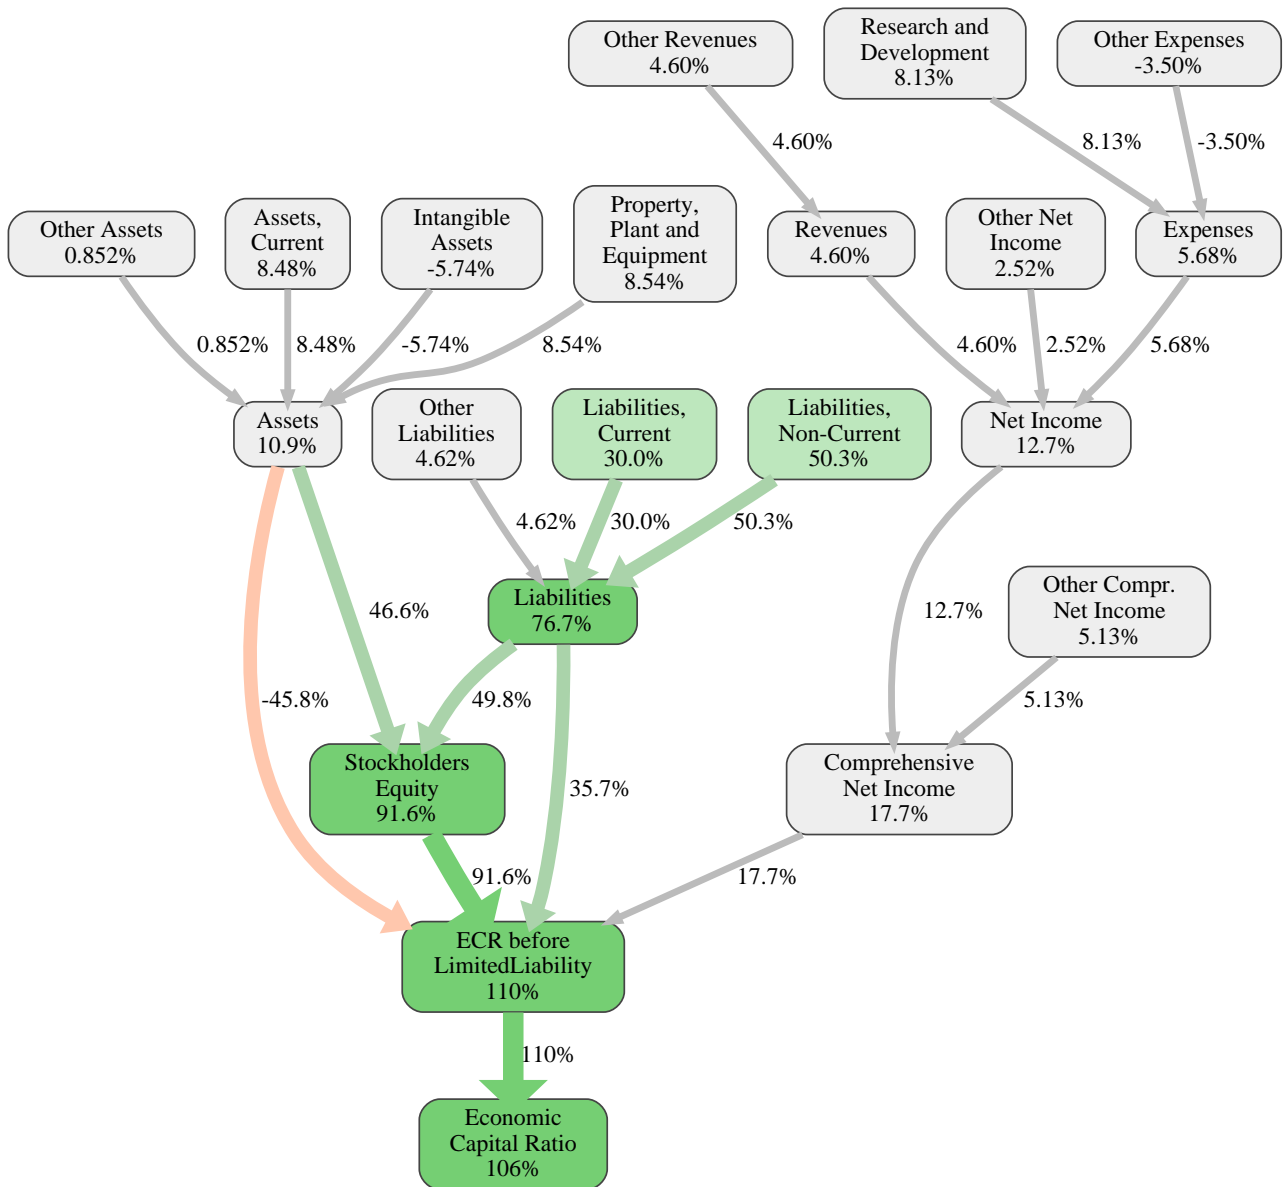 Other Revenues
4.60%
Research and
Development
8.13%
Other Expenses
-3.50%
4.60%
8.13%
-3.50%
Other Assets
0.852%
Assets,
Current
8.48%
Intangible
Assets
-5.74%
Property,
Plant and
Equipment
8.54%
Revenues
4.60%
Other Net
Income
2.52%
Expenses
5.68%
0.852%
8.48%
-5.74%
8.54%
4.60%
2.52%
5.68%
Assets
10.9%
Other
Liabilities
4.62%
Liabilities,
Current
30.0%
Liabilities,
Non-Current
50.3%
Net Income
12.7%
4.62%
30.0%
50.3%
Liabilities
76.7%
Other Compr.
Net Income
5.13%
46.6%
12.7%
-45.8%
49.8%
5.13%
Stockholders
Equity
91.6%
35.7%
Comprehensive
Net Income
17.7%
91.6%
17.7%
ECR before
LimitedLiability
110%
110%
Economic
Capital Ratio
106%